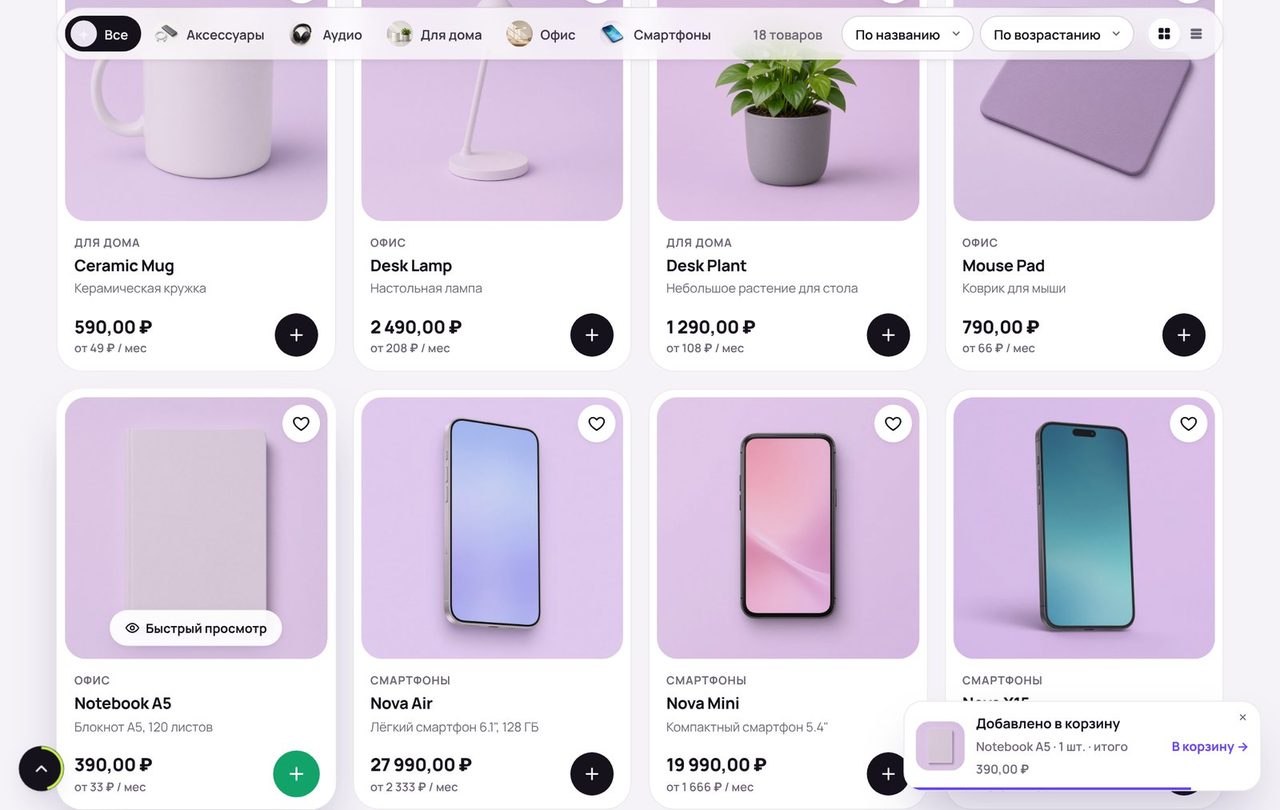 Все
Аксессуары
Аудио
Для дома
Офис
Смартфоны
18 товаров
По названию
По возрастанию
ДЛЯ ДОМА
Ceramic Mug
Керамическая кружка
590,00 ₽
от 49 ₽ / мес
ОФИС
Desk Lamp
Настольная лампа
2 490,00 ₽
от 208 ₽ / мес
ДЛЯ ДОМА
Desk Plant
Небольшое растение для стола
1 290,00 ₽
от 108 ₽ / мес
ОФИС
Mouse Pad
Коврик для мыши
790,00 ₽
от 66 ₽ / мес
Быстрый просмотр
ОФИС
Notebook A5
Блокнот A5, 120 листов
390,00 ₽
от 33 ₽ / мес
СМАРТФОНЫ
Nova Air
Лёгкий смартфон 6.1", 128 ГБ
27 990,00 ₽
от 2 333 ₽ / мес
СМАРТФОНЫ
Nova Mini
Компактный смартфон 5.4"
19 990,00 ₽
от 1 666 ₽ / мес
СМАРТФОНЫ
Добавлено в корзину
Notebook A5 · 1 шт. · итого
390,00 ₽
В корзину →